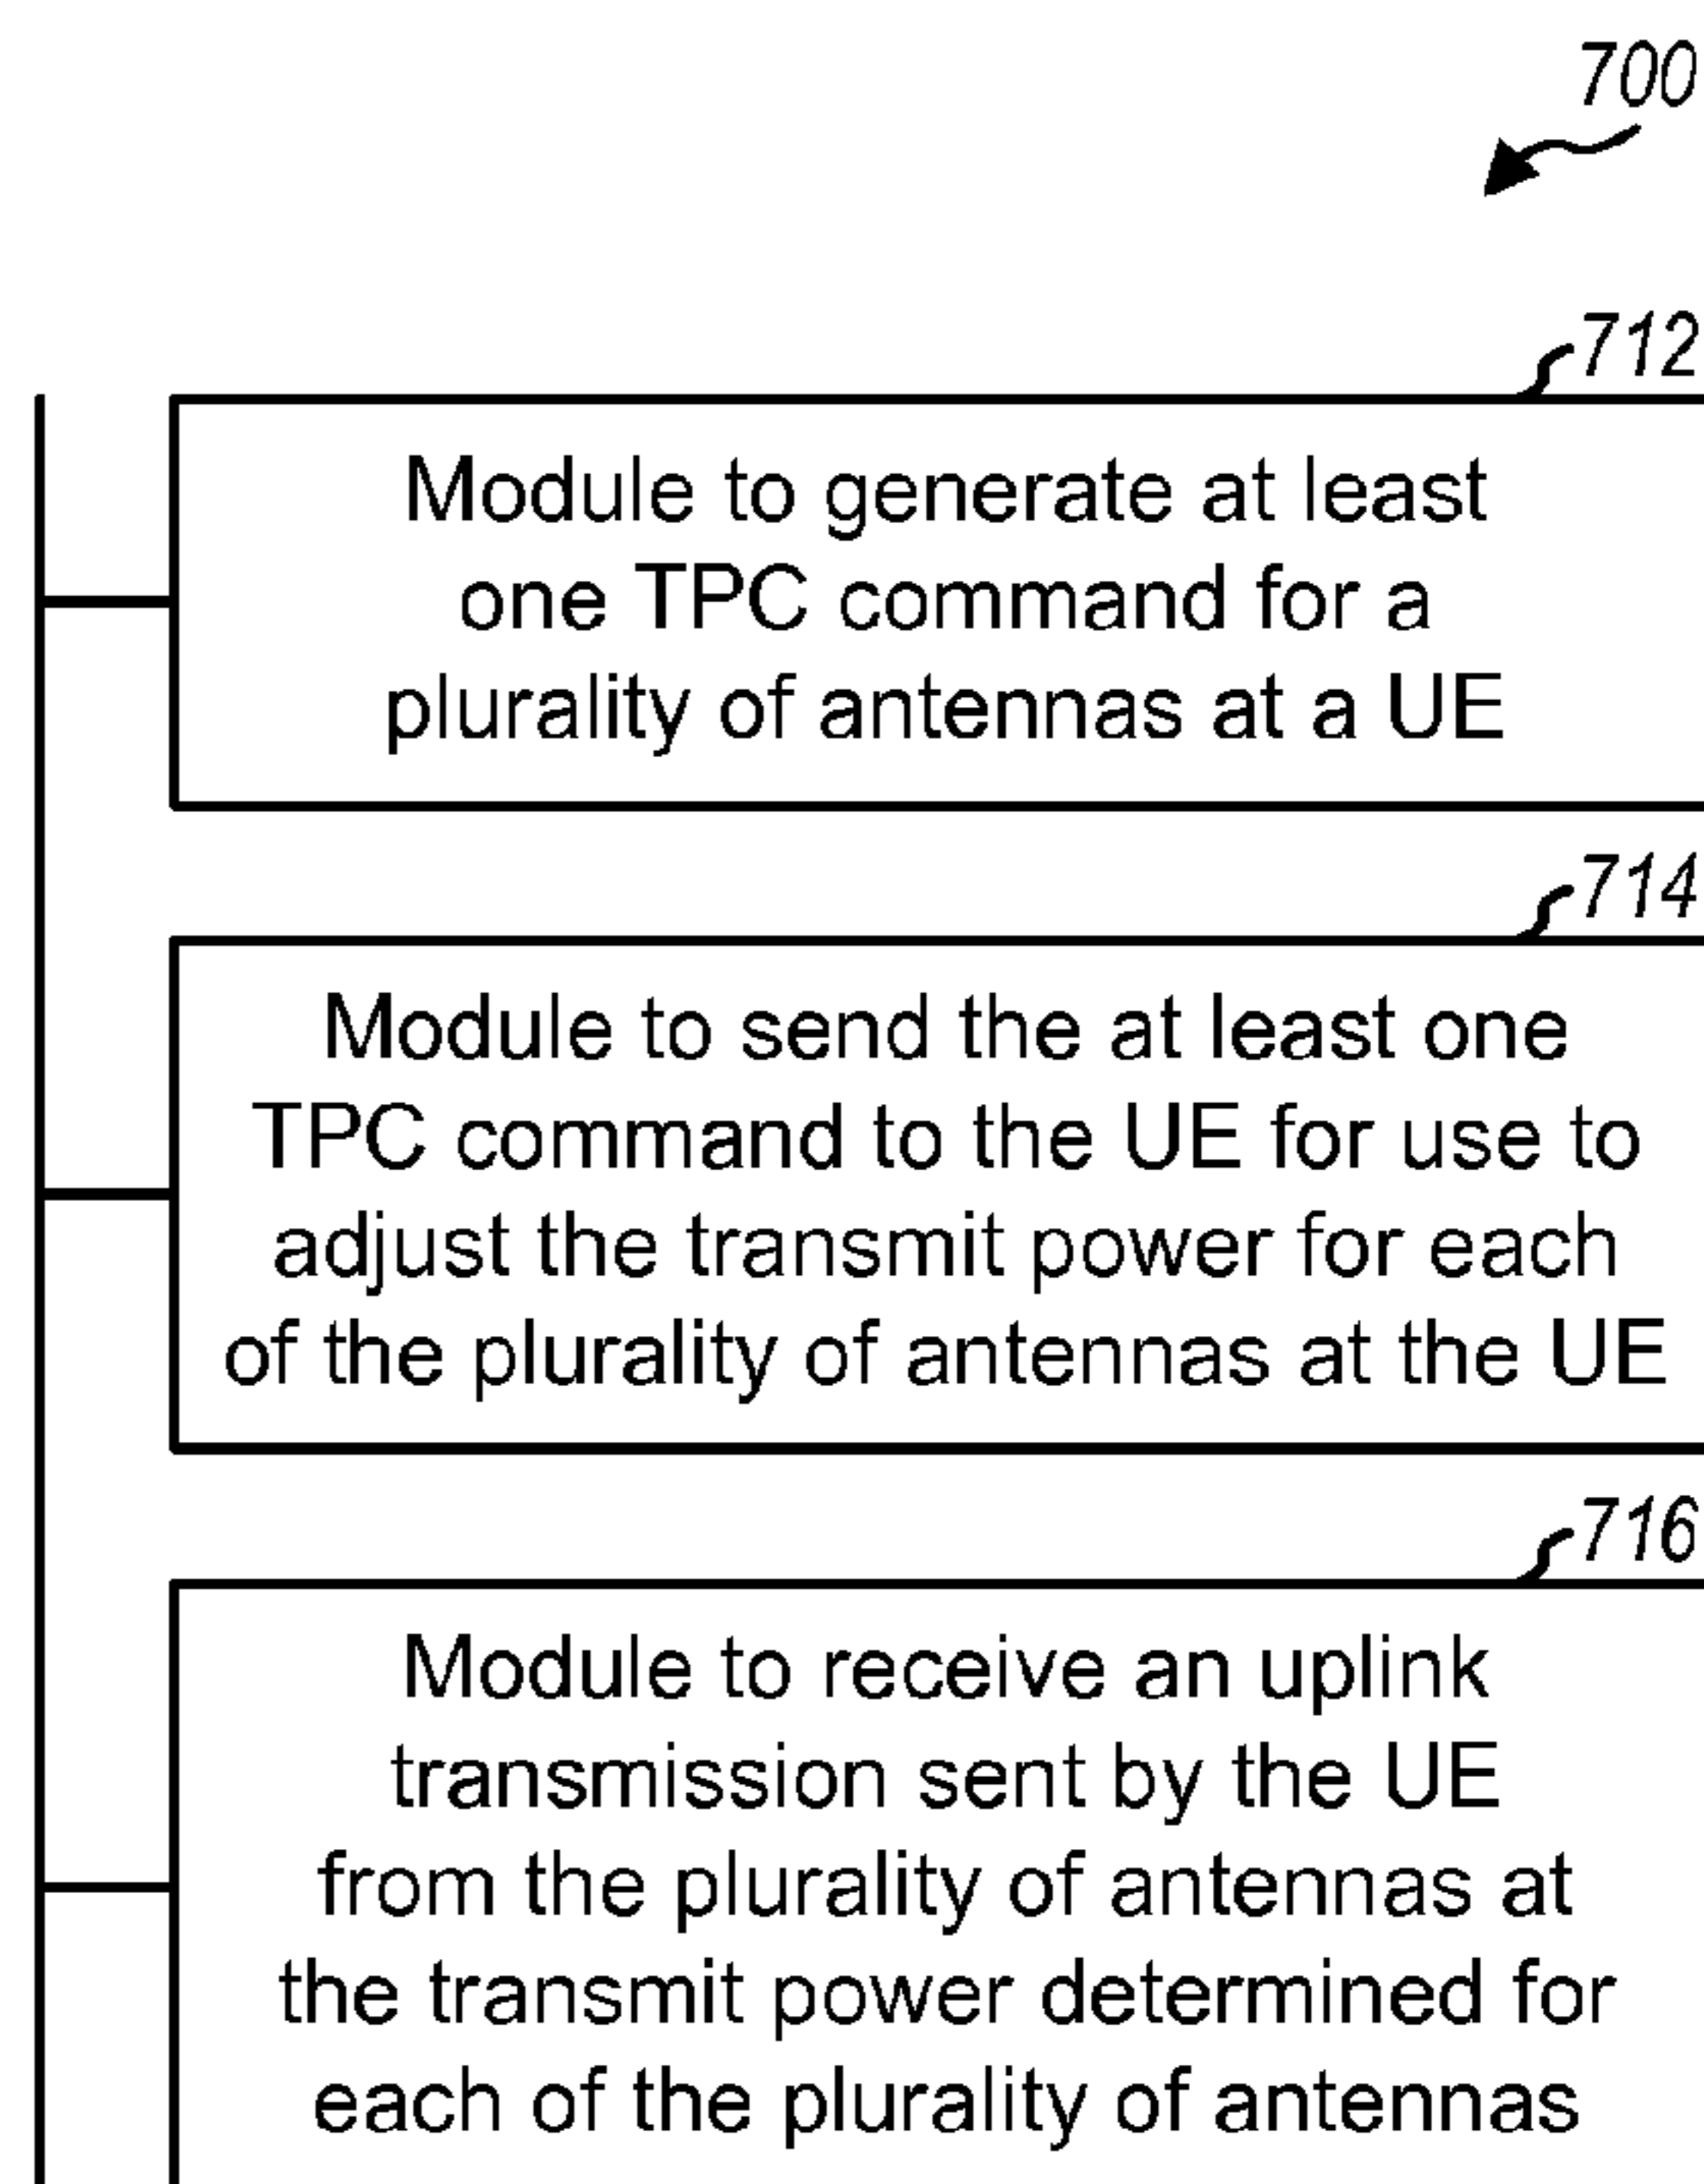 700
712
Module to generate at least
one TPC command for a
plurality of antennas at a UE
714
Module to send the at least one
TPC command to the UE for use to
adjust the transmit power for each
of the plurality of antennas at the UE
716
Module to receive an uplink
transmission sent by the UE
from the plurality of antennas at
the transmit power determined for
each of the plurality of antennas